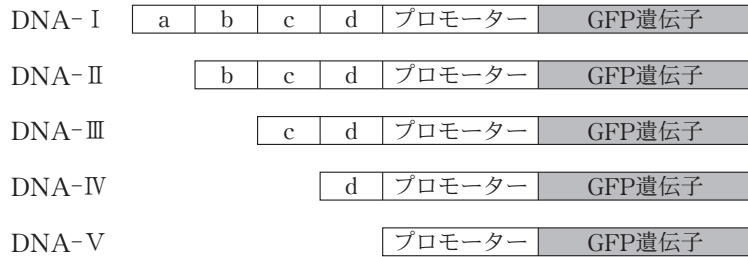 DNA-Ⅰ a b c d プロモーター GFP遺伝子
DNA-Ⅱ b c d プロモーター GFP遺伝子
DNA-Ⅲ c d プロモーター GFP遺伝子
DNA-Ⅳ d プロモーター GFP遺伝子
DNA-Ⅴ プロモーター GFP遺伝子